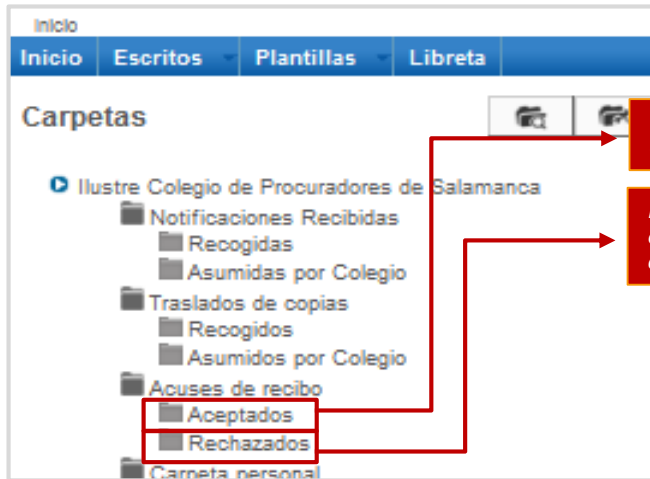 Inicio
Inicio Escritos Plantillas Libreta
Carpetas
Ilustre Colegio de Procuradores de Salamanca
Notificaciones Recibidas
Recogidas
Asumidas por Colegio
Traslados de copias
Recogidos
Asumidos por Colegio
Acuses de recibo
Aceptados
Rechazados
Carpeta personal